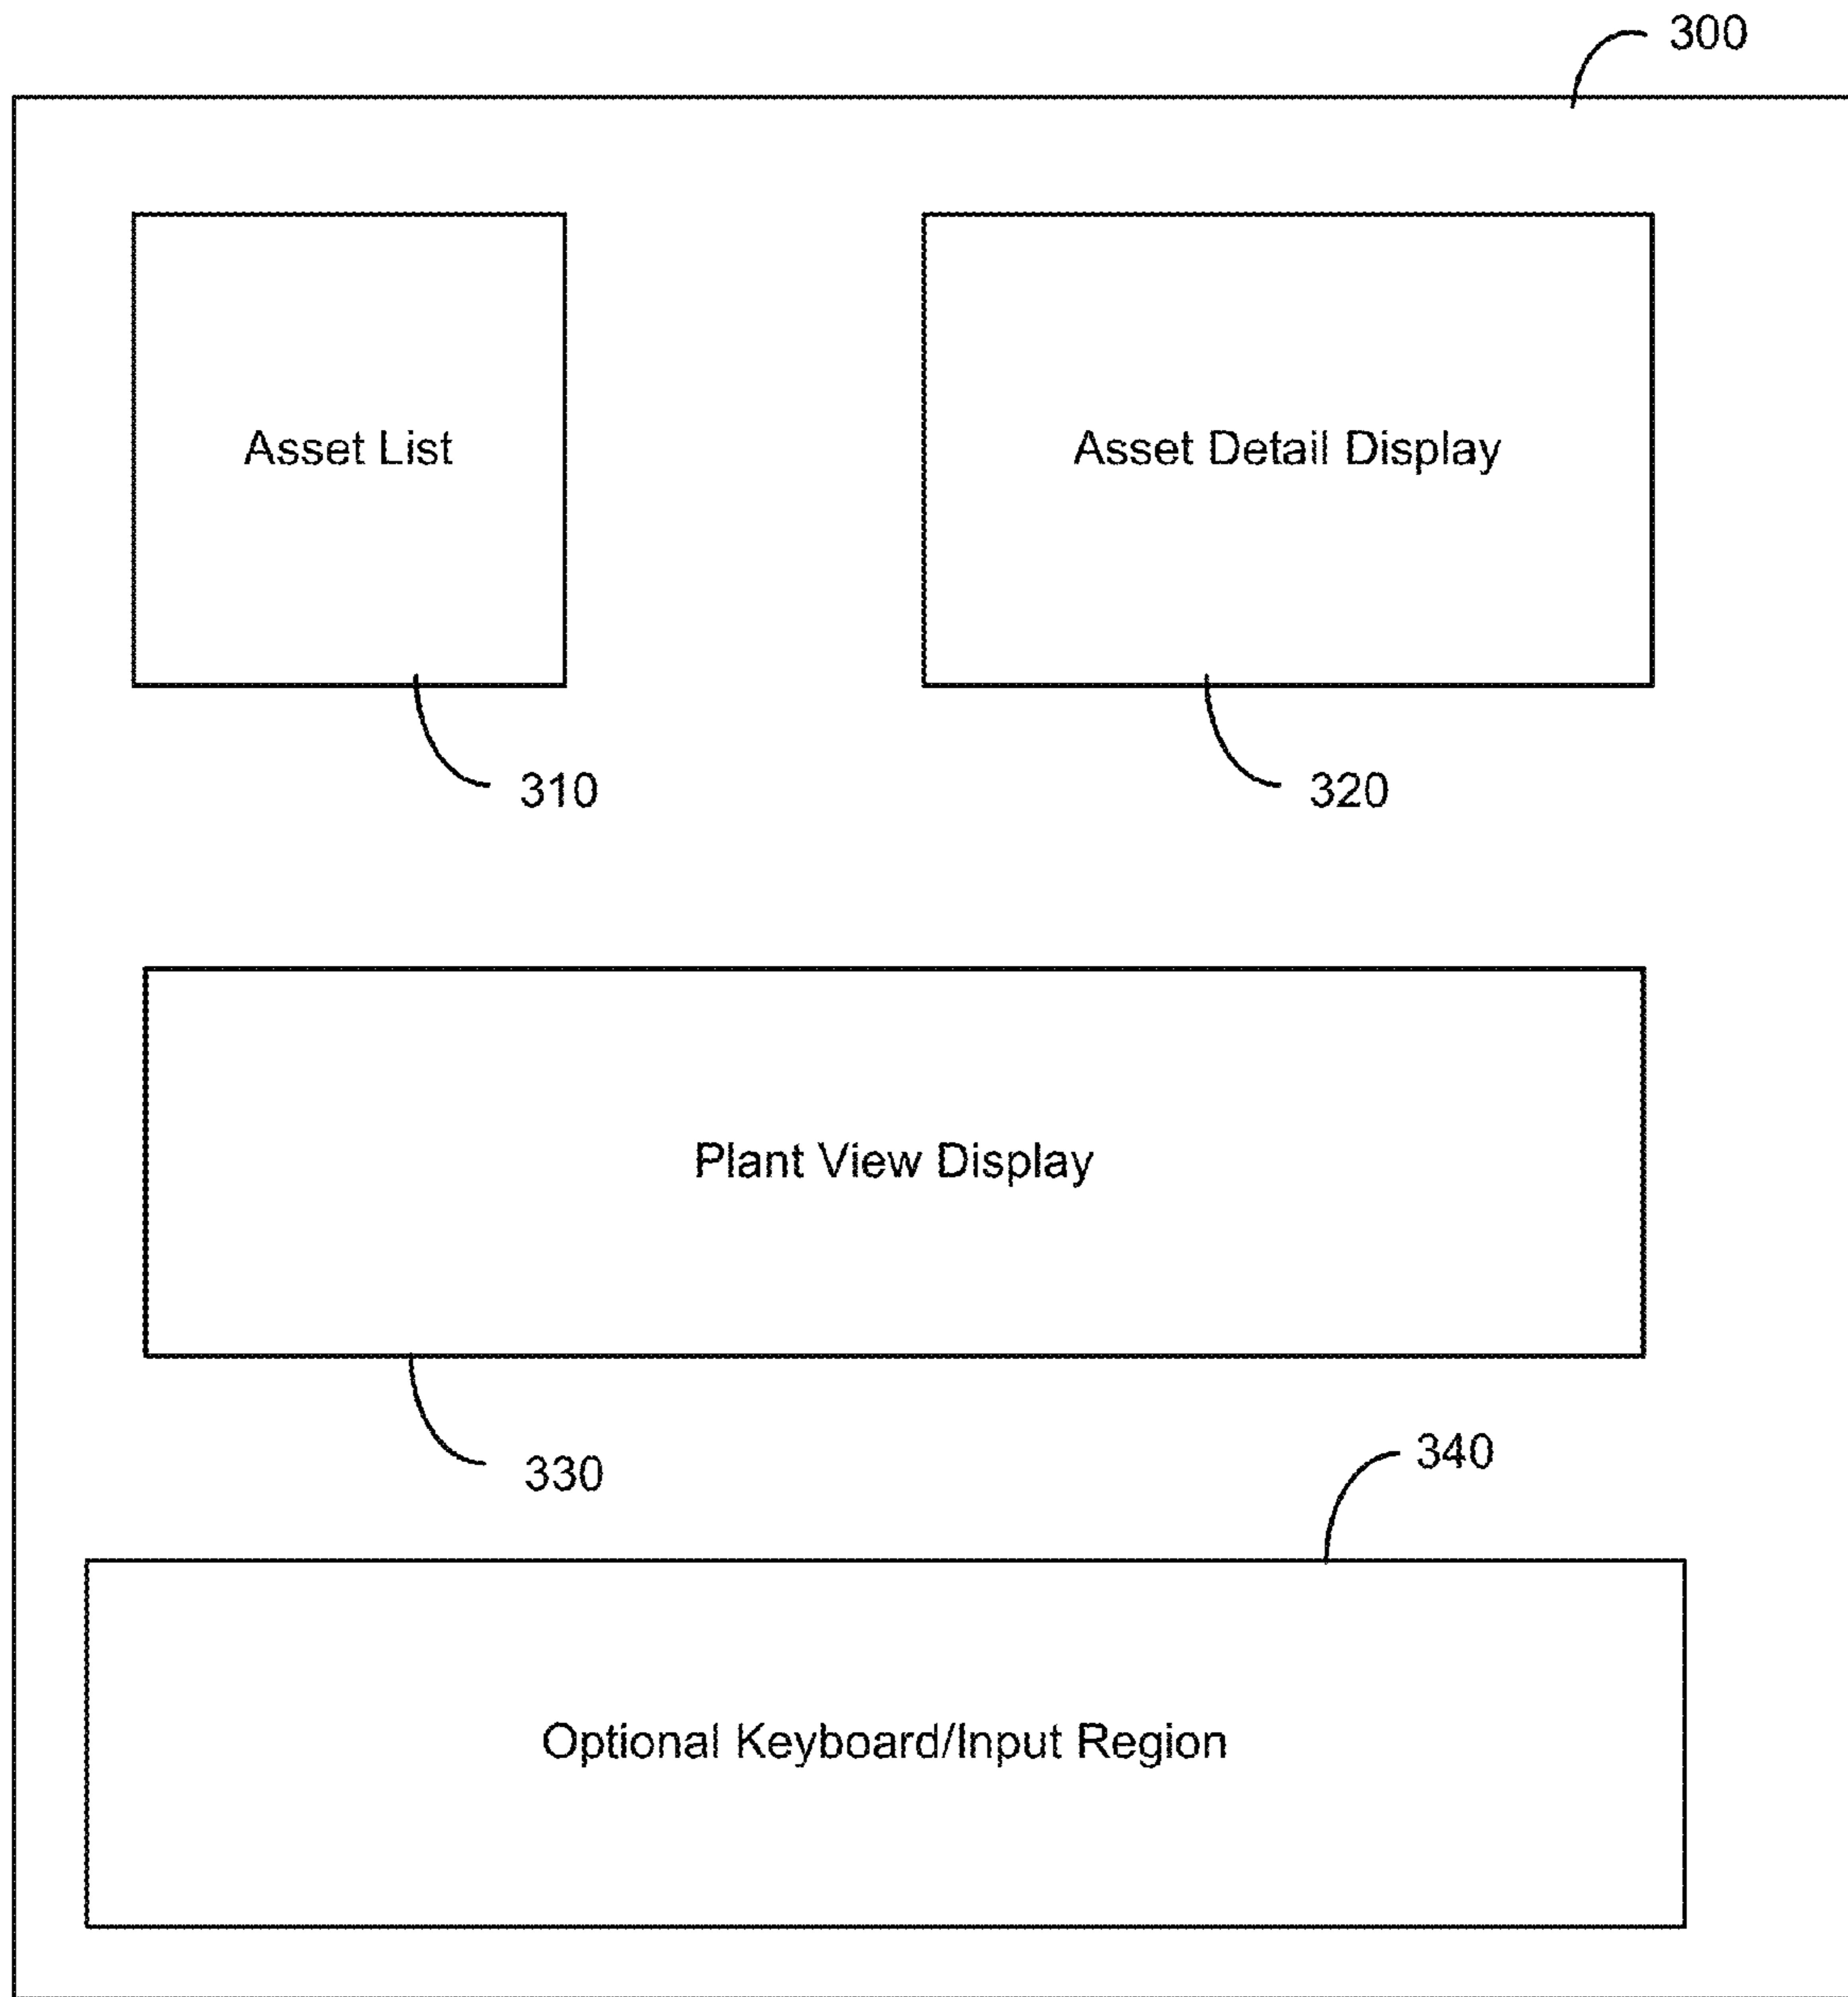 300
Asset List
Asset Detail Display
310
320
Plant View Display
330
340
Optional Keyboard/Input Region